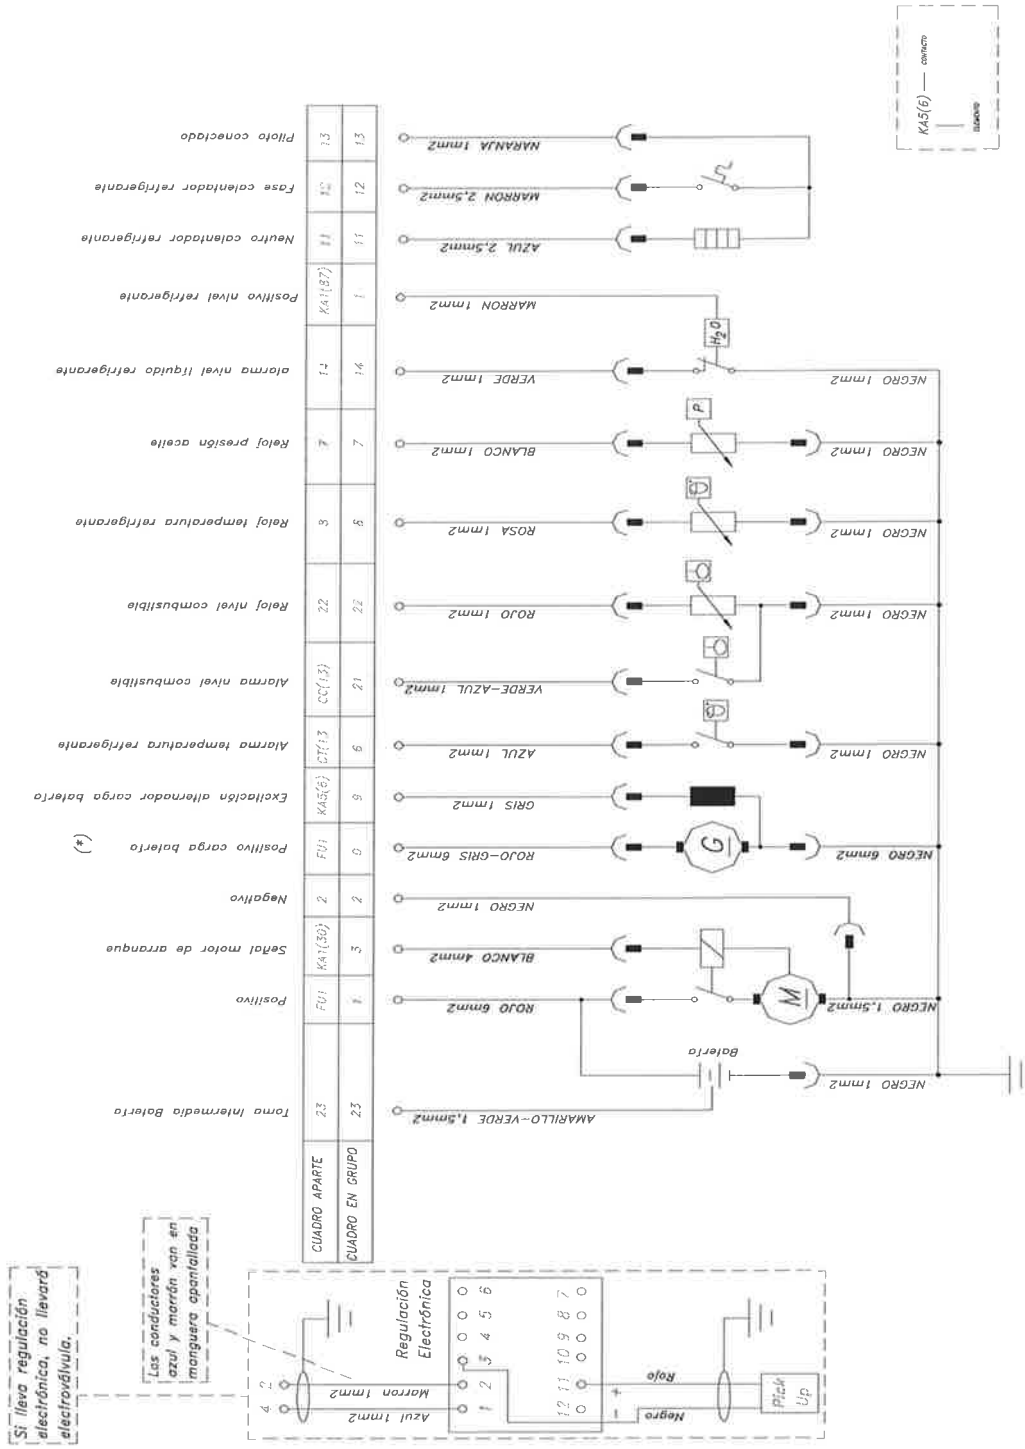 Si lleva regulación
electrónica, no llevará
electroválvula.
Los conductores
azul y marrón van en
manguera apantallada
4
2
Azul 1mm2
Marron 1mm2
Regulación
Electrónica
1 2 3 4 5 6
12 11 10 9 8 7
- +
Negro
Rojo
Pick
Up
CUADRO APARTE
CUADRO EN GRUPO
Toma Intermedia Batería
23
23
AMARILLO-VERDE 1,5mm2
Batería
NEGRO 1mm2
Positivo
FU1
ROJO 6mm2
M
NEGRO 1,5mm2
Señal motor de arranque
KA1(30)
3
BLANCO 4mm2
Negativo
2
2
NEGRO 1mm2
Positivo carga batería
(*)
FU1
ROJO-GRIS 6mm2
G
NEGRO 6mm2
Excitación alternador carga batería
KA5(6)
9
GRIS 1mm2
Alarma temperatura refrigerante
CT(13
6
AZUL 1mm2
NEGRO 1mm2
Alarma nivel combustible
CC(13)
21
VERDE-AZUL 1mm2
Reloj nivel combustible
22
22
ROJO 1mm2
NEGRO 1mm2
Reloj temperatura refrigerante
8
ROSA 1mm2
NEGRO 1mm2
Reloj presión aceite
7
7
BLANCO 1mm2
P
NEGRO 1mm2
alarma nivel líquido refrigerante
14
14
VERDE 1mm2
H2O
NEGRO 1mm2
Positivo nivel refrigerante
KA1(87)
1
MARRON 1mm2
Neutro calentador refrigerante
11
11
AZUL 2,5mm2
Fase calentador refrigerante
12
12
MARRON 2,5mm2
Piloto conectado
13
13
NARANJA 1mm2
KA5(6) CONTACTO
ELEMENTO